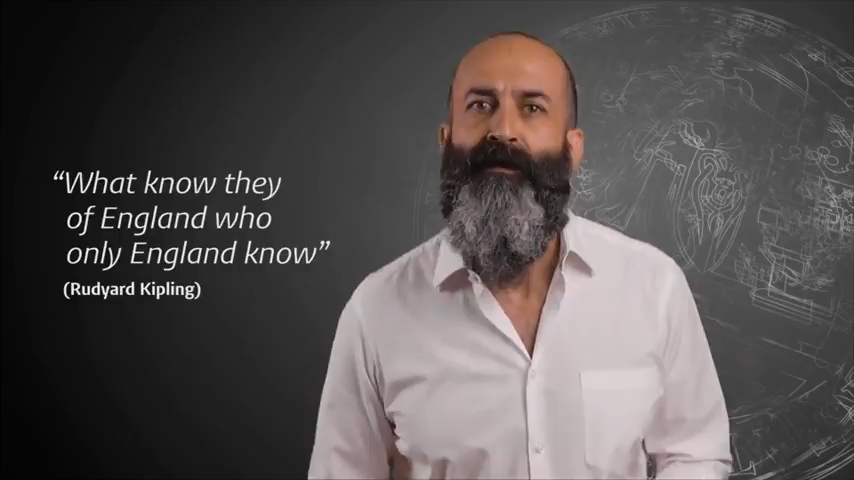 “What know they
of England who
only England know”
(Rudyard Kipling)